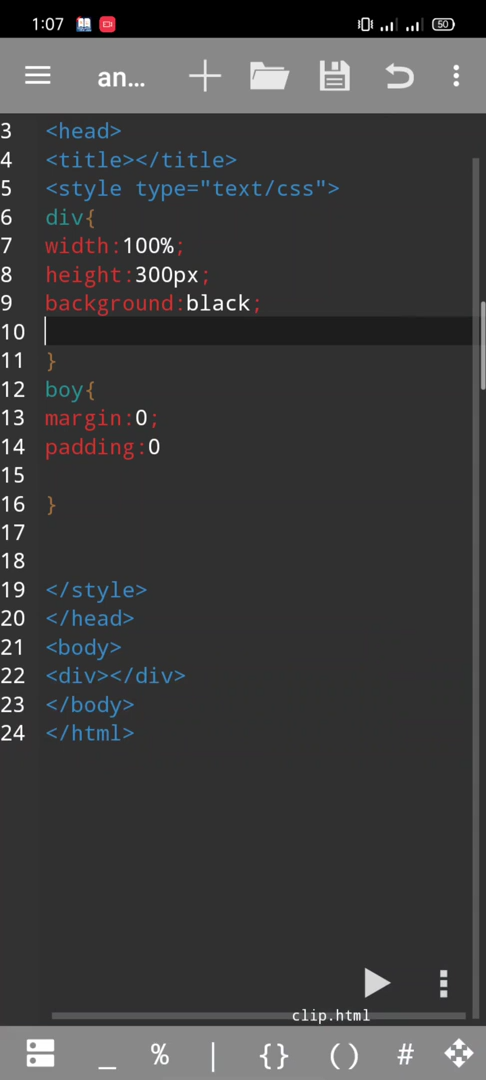 1:07
50
an...
3 <head>
4 <title></title>
5 <style type="text/css">
6 div{
7 width:100%;
8 height:300px;
9 background:black;
10
11 }
12 boy{
13 margin:0;
14 padding:0
15
16 }
17
18
19 </style>
20 </head>
21 <body>
22 <div></div>
23 </body>
24 </html>
clip.html
_ % | {} () #